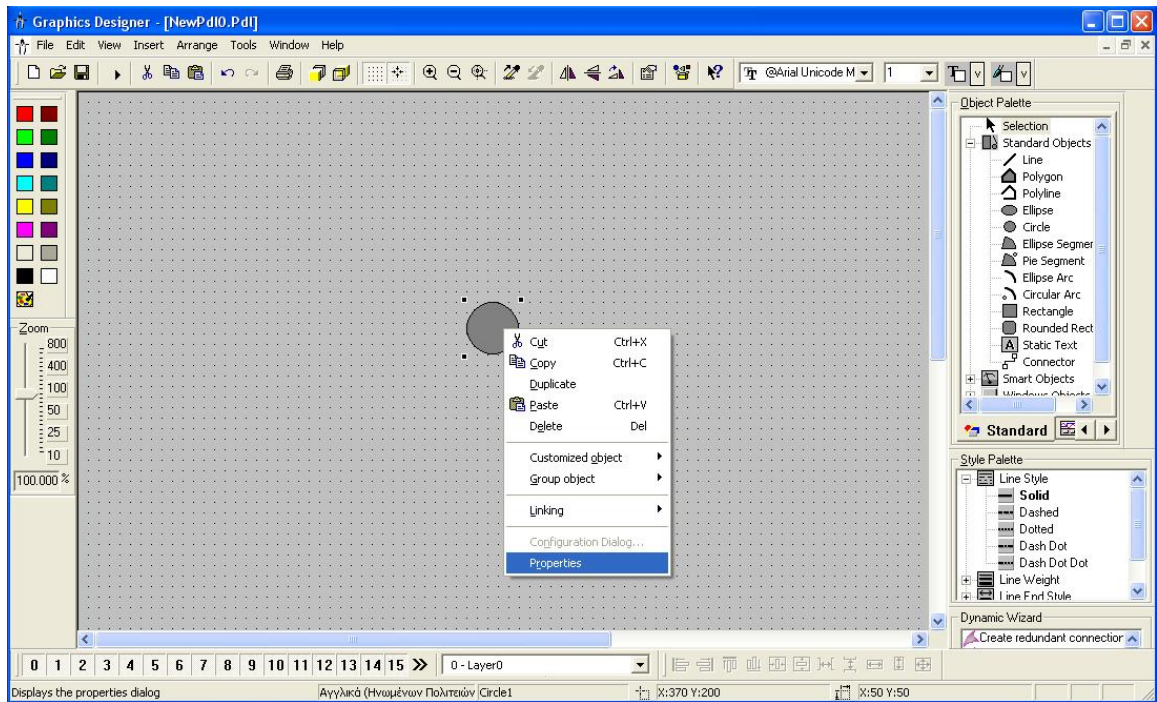 Graphics Designer - [NewPdl0.Pdl]
File Edit View Insert Arrange Tools Window Help
@Arial Unicode M
1
Zoom
800
400
100
50
25
10
100.000 %
Cut Ctrl+X
Copy Ctrl+C
Duplicate
Paste Ctrl+V
Delete Del
Customized object
Group object
Linking
Configuration Dialog...
Properties
Object Palette
Selection
Standard Objects
Line
Polygon
Polyline
Ellipse
Circle
Ellipse Segmer
Pie Segment
Ellipse Arc
Circular Arc
Rectangle
Rounded Rect
Static Text
Connector
Smart Objects
Windows Objects
Standard
Style Palette
Line Style
Solid
Dashed
Dotted
Dash Dot
Dash Dot Dot
Line Weight
Line End Style
Dynamic Wizard
Create redundant connection
0 1 2 3 4 5 6 7 8 9 10 11 12 13 14 15 0 - Layer0
Displays the properties dialog Αγγλικά (Ηνωμένων Πολιτειών Circle1 X:370 Y:200 X:50 Y:50